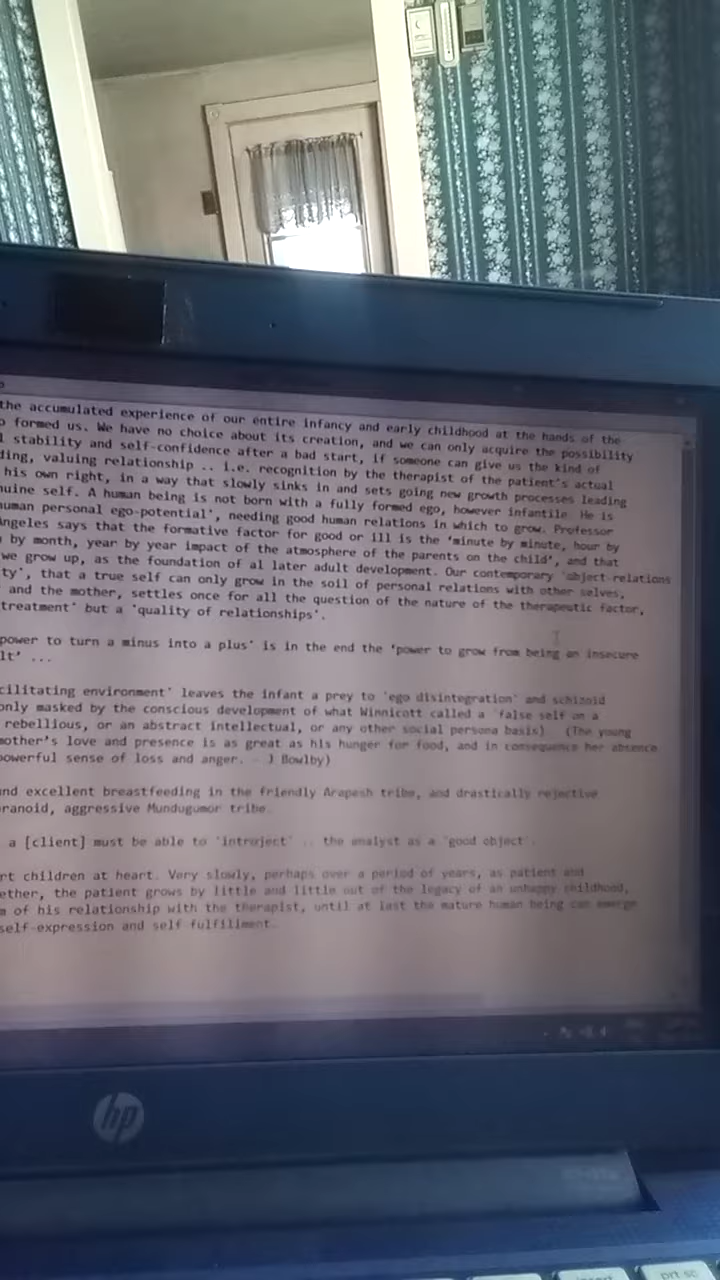 the accumulated experience of our entire infancy and early childhood at the hands of the
formed us. We have no choice about its creation, and we can only acquire the possibility
stability and self-confidence after a bad start, if someone can give us the kind of
ding, valuing relationship .. i.e. recognition by the therapist of the patient's actual
his own right, in a way that slowly sinks in and sets going new growth processes leading
nuine self. A human being is not born with a fully formed ego, however infantile. He is
uman personal ego-potential', needing good human relations in which to grow. Professor
Angeles says that the formative factor for good or ill is the 'minute by minute, hour by
by month, year by year impact of the atmosphere of the parents on the child', and that
we grow up, as the foundation of al later adult development. Our contemporary 'object-relations
ty', that a true self can only grow in the soil of personal relations with other selves,
and the mother, settles once for all the question of the nature of the therapeutic factor,
treatment' but a 'quality of relationships'.
power to turn a minus into a plus' is in the end the 'power to grow from being an insecure
lt' ...
cilitating environment' leaves the infant a prey to 'ego disintegration' and schizoid
only masked by the conscious development of what Winnicott called a 'false self on a
rebellious, or an abstract intellectual, or any other social persona basis) (The young
mother's love and presence is as great as his hunger for food, and in consequence her absence
powerful sense of loss and anger. - J Bowlby)
und excellent breastfeeding in the friendly Arapesh tribe, and drastically rejective
ranoid, aggressive Mundugumor tribe.
a [client] must be able to 'introject' .. the analyst as a 'good object'.
rt children at heart. Very slowly, perhaps over a period of years, as patient and
ether, the patient grows by little and little out of the legacy of an unhappy childhood,
of his relationship with the therapist, until at last the mature human being can emerge
self-expression and self fulfillment.
hp
prt sc